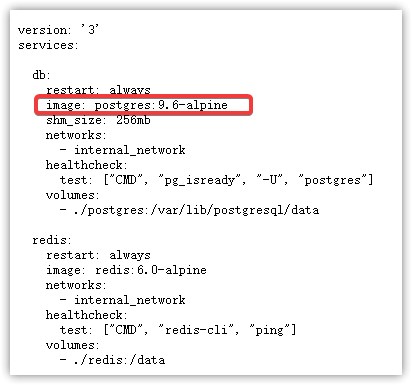 version: '3'
services:
db:
restart: always
image: postgres:9.6-alpine
shm_size: 256mb
networks:
- internal_network
healthcheck:
test: ["CMD", "pg_isready", "-U", "postgres"]
volumes:
- ./postgres:/var/lib/postgresql/data
redis:
restart: always
image: redis:6.0-alpine
networks:
- internal_network
healthcheck:
test: ["CMD", "redis-cli", "ping"]
volumes:
- ./redis:/data